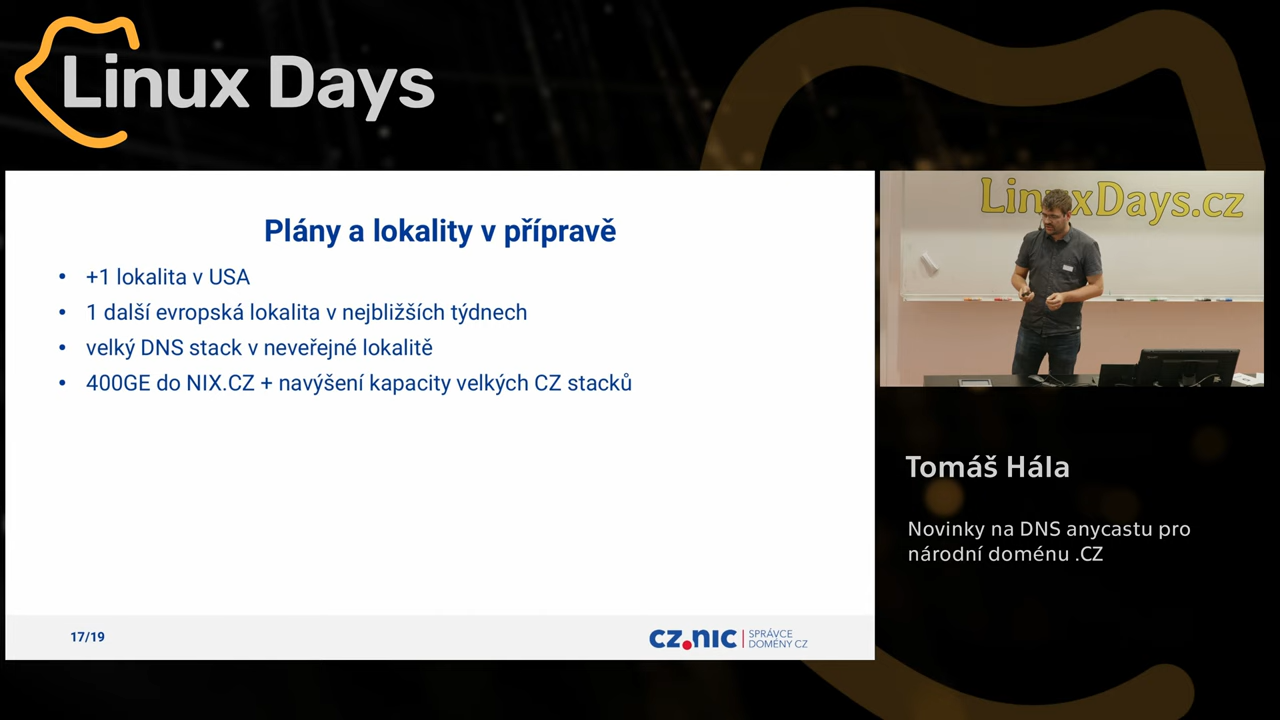 Linux Days
Plány a lokality v přípravě
• +1 lokalita v USA
• 1 další evropská lokalita v nejbližších týdnech
• velký DNS stack v neveřejné lokalitě
• 400GE do NIX.CZ + navýšení kapacity velkých CZ stacků
17/19
CZ.NIC | SPRÁVCE
DOMÉNY CZ
LinuxDays.cz
Tomáš Hála
Novinky na DNS anycastu pro
národní doménu .CZ